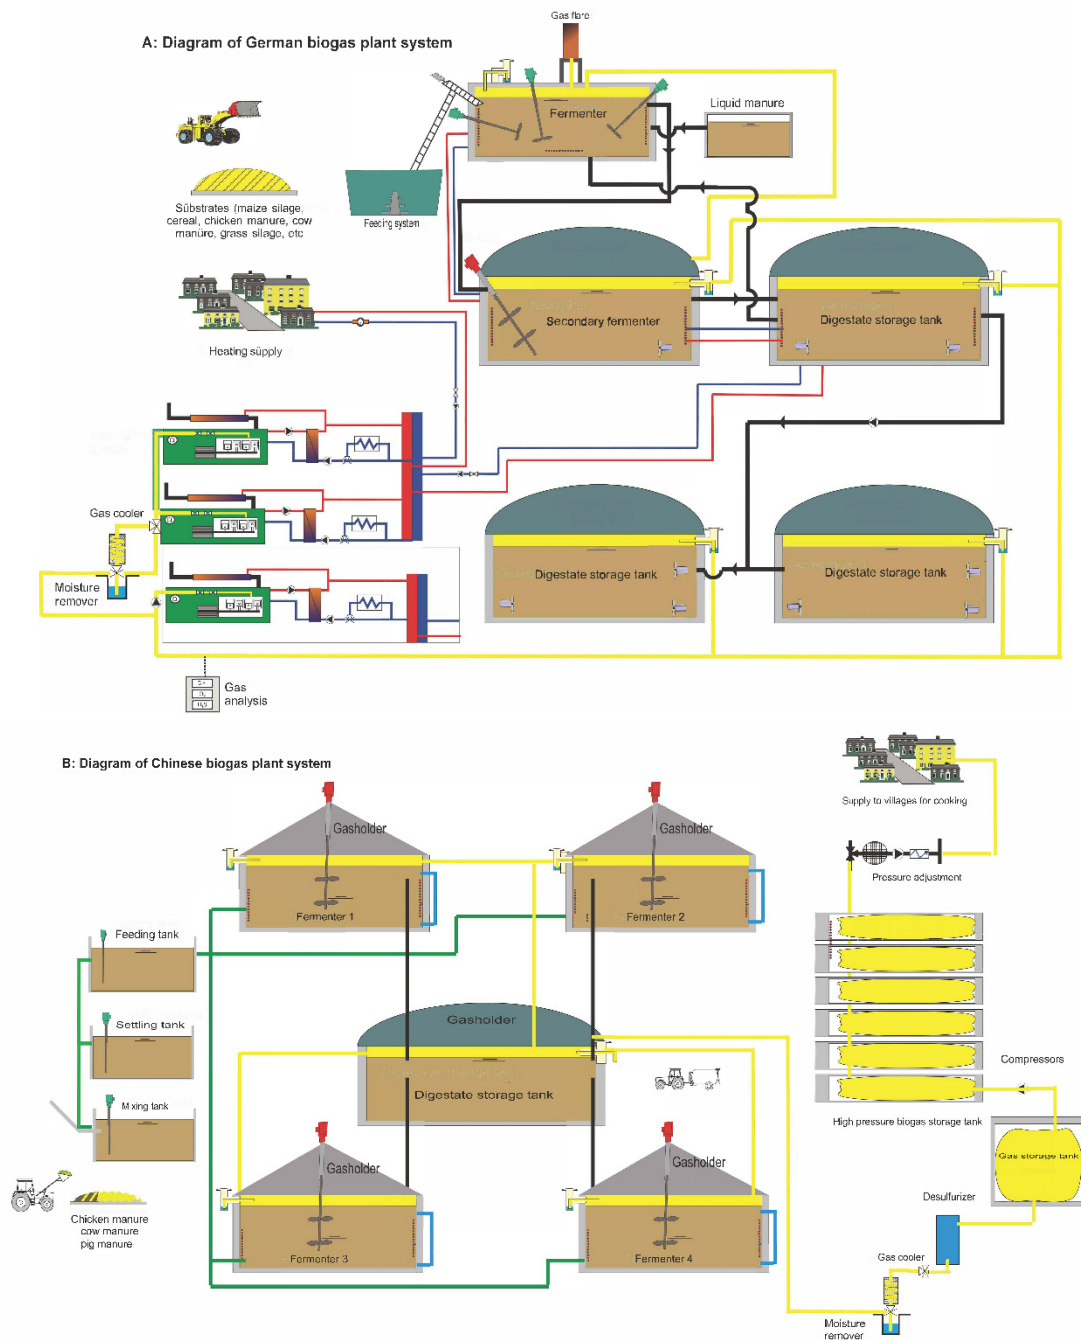 Gas flare
A: Diagram of German biogas plant system
Fermenter
Liquid manure
Sübstrates (maize silage,
cereal, chicken manure, cow
manüre, grass silage, etc
Feeding system
Secondary fermenter
Digestate storage tank
Heating supply
Gas cooler
Moisture
remover
Digestate storage tank
Digestate storage tank
Gas
analysis
B: Diagram of Chinese biogas plant system
Supply to villages for cooking
Gasholder
Gasholder
Pressure adjustment
Fermenter 1
Fermenter 2
Feeding tank
Settling tank
Gasholder
Compressors
Digestate storage tank
Mixing tank
High pressure biogas storage tank
Gasholder
Gasholder
Gas storage tank
Desulfurizer
Chicken manure
cow manure
pig manure
Fermenter 3
Fermenter 4
Gas cooler
Moisture
remover